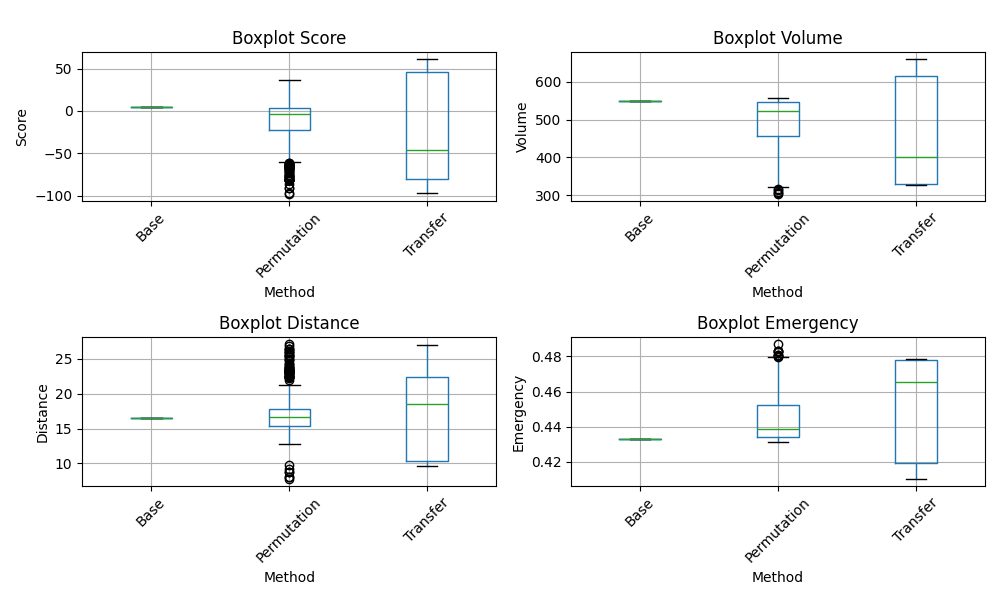 Boxplot Score
Score
50
0
−50
−100
Base
Permutation
Transfer
Method
Boxplot Volume
Volume
600
500
400
300
Base
Permutation
Transfer
Method
Boxplot Distance
Distance
25
20
15
10
Base
Permutation
Transfer
Method
Boxplot Emergency
Emergency
0.48
0.46
0.44
0.42
Base
Permutation
Transfer
Method